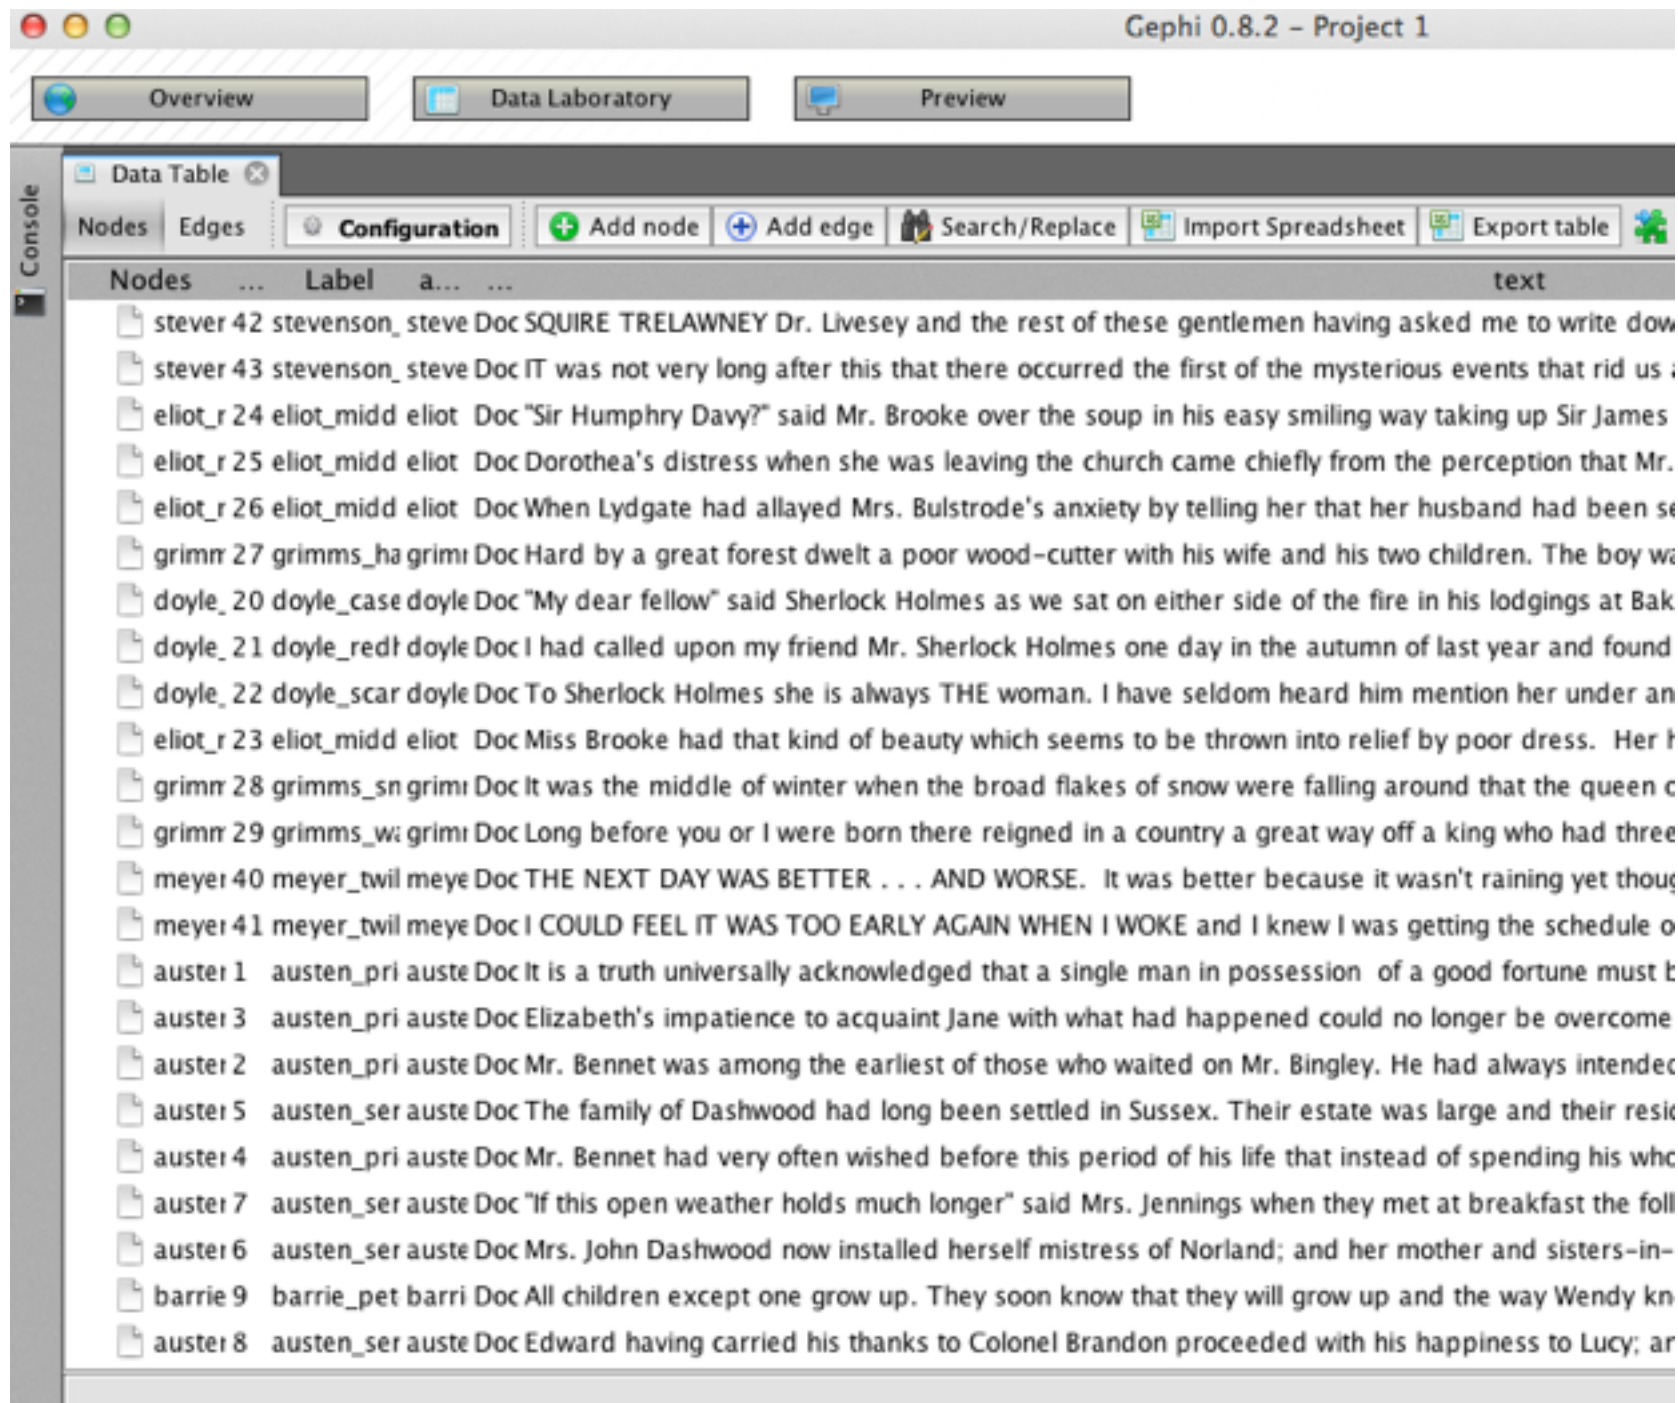 Gephi 0.8.2 – Project 1
Overview Data Laboratory Preview
Console
Data Table
Nodes Edges Configuration Add node Add edge Search/Replace Import Spreadsheet Export table
Nodes ... Label a... ... text
stever 42 stevenson_ steve Doc SQUIRE TRELAWNEY Dr. Livesey and the rest of these gentlemen having asked me to write dow
stever 43 stevenson_ steve Doc IT was not very long after this that there occurred the first of the mysterious events that rid us a
eliot_r 24 eliot_midd eliot Doc "Sir Humphry Davy?" said Mr. Brooke over the soup in his easy smiling way taking up Sir James
eliot_r 25 eliot_midd eliot Doc Dorothea's distress when she was leaving the church came chiefly from the perception that Mr.
eliot_r 26 eliot_midd eliot Doc When Lydgate had allayed Mrs. Bulstrode's anxiety by telling her that her husband had been se
grimm 27 grimms_ha grimr Doc Hard by a great forest dwelt a poor wood-cutter with his wife and his two children. The boy wa
doyle_ 20 doyle_case doyle Doc "My dear fellow" said Sherlock Holmes as we sat on either side of the fire in his lodgings at Bak
doyle_ 21 doyle_redh doyle Doc I had called upon my friend Mr. Sherlock Holmes one day in the autumn of last year and found
doyle_ 22 doyle_scar doyle Doc To Sherlock Holmes she is always THE woman. I have seldom heard him mention her under an
eliot_r 23 eliot_midd eliot Doc Miss Brooke had that kind of beauty which seems to be thrown into relief by poor dress. Her h
grimm 28 grimms_sn grimr Doc It was the middle of winter when the broad flakes of snow were falling around that the queen o
grimm 29 grimms_wa grimr Doc Long before you or I were born there reigned in a country a great way off a king who had three
meyer 40 meyer_twil meye Doc THE NEXT DAY WAS BETTER . . . AND WORSE. It was better because it wasn't raining yet thoug
meyer 41 meyer_twil meye Doc I COULD FEEL IT WAS TOO EARLY AGAIN WHEN I WOKE and I knew I was getting the schedule o
auster 1 austen_pri auste Doc It is a truth universally acknowledged that a single man in possession of a good fortune must b
auster 3 austen_pri auste Doc Elizabeth's impatience to acquaint Jane with what had happened could no longer be overcome
auster 2 austen_pri auste Doc Mr. Bennet was among the earliest of those who waited on Mr. Bingley. He had always intended
auster 5 austen_ser auste Doc The family of Dashwood had long been settled in Sussex. Their estate was large and their resid
auster 4 austen_pri auste Doc Mr. Bennet had very often wished before this period of his life that instead of spending his who
auster 7 austen_ser auste Doc "If this open weather holds much longer" said Mrs. Jennings when they met at breakfast the foll
auster 6 austen_ser auste Doc Mrs. John Dashwood now installed herself mistress of Norland; and her mother and sisters-in-
barrie 9 barrie_pet barri Doc All children except one grow up. They soon know that they will grow up and the way Wendy kn
auster 8 austen_ser auste Doc Edward having carried his thanks to Colonel Brandon proceeded with his happiness to Lucy; an